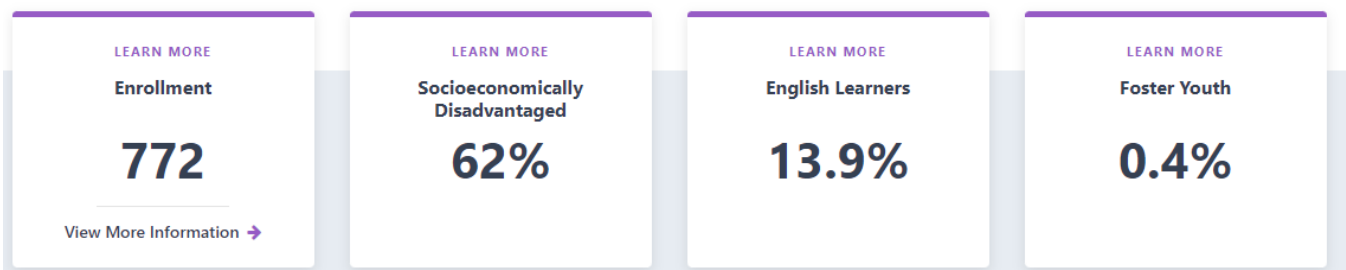 LEARN MORE
Enrollment
772
View More Information
LEARN MORE
Socioeconomically
Disadvantaged
62%
LEARN MORE
English Learners
13.9%
LEARN MORE
Foster Youth
0.4%